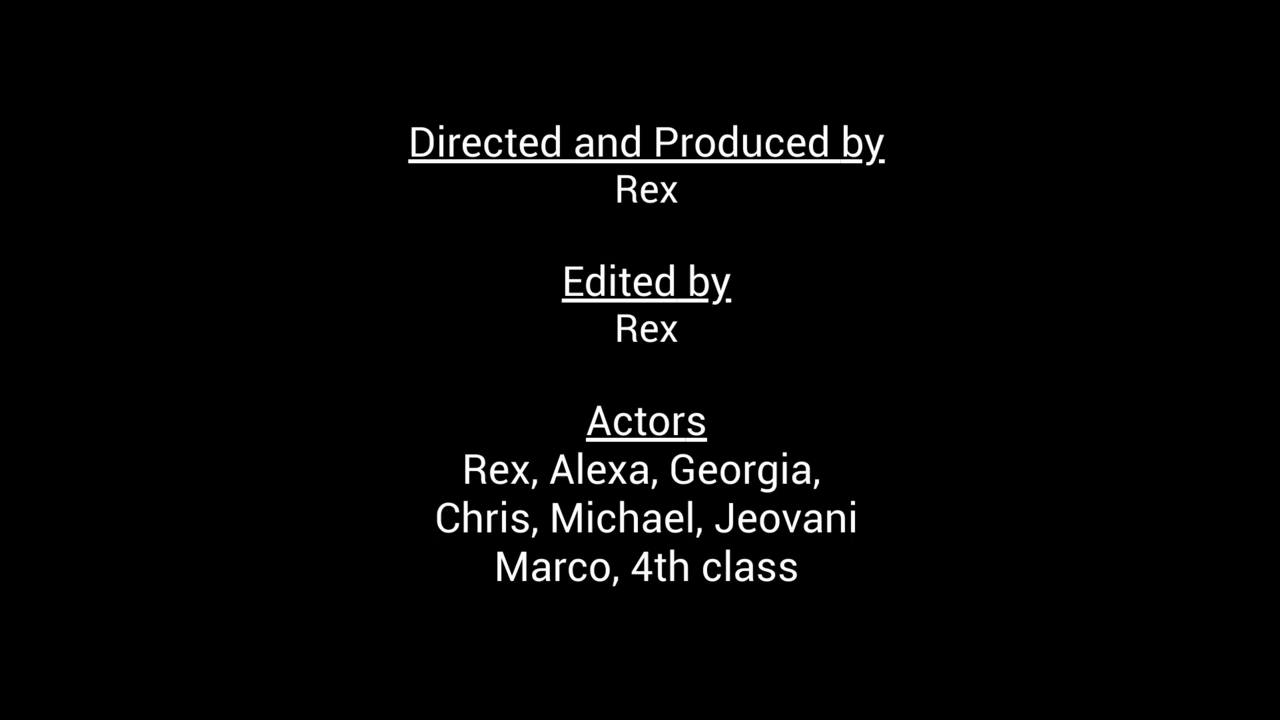 Directed and Produced by
Rex
Edited by
Rex
Actors
Rex, Alexa, Georgia,
Chris, Michael, Jeovani
Marco, 4th class